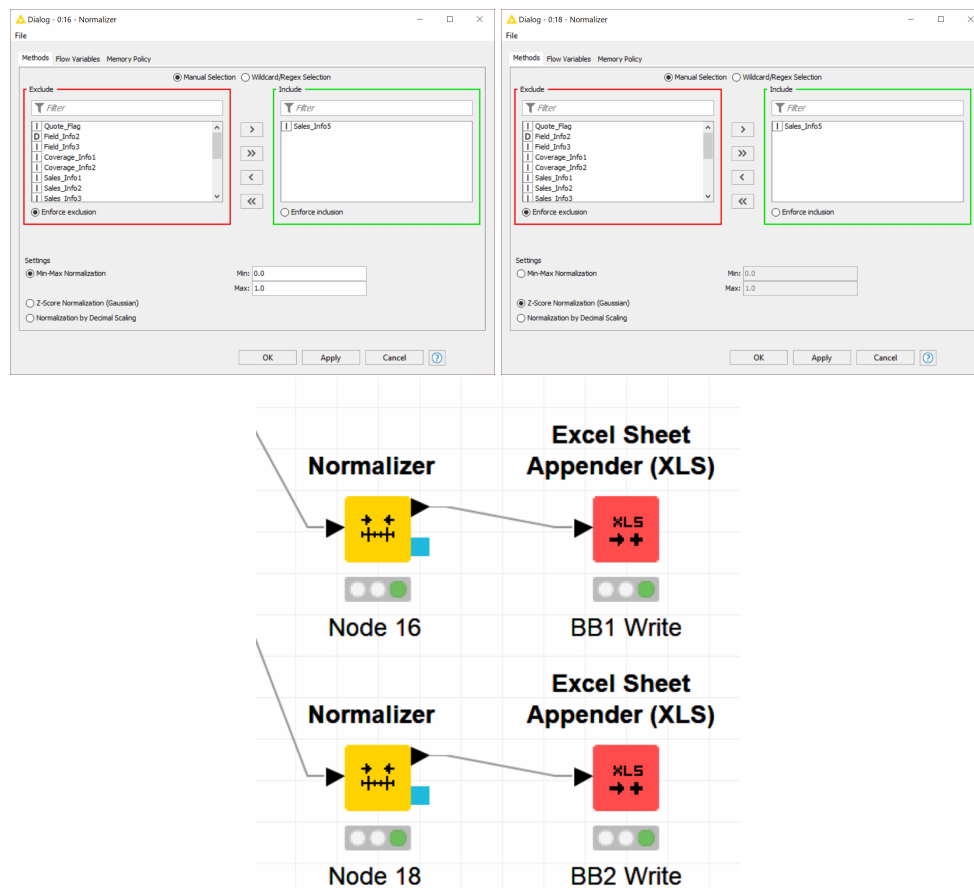 Dialog - 0:16 - Normalizer
File
Methods Flow Variables Memory Policy
Manual Selection Wildcard/Regex Selection
Exclude
Include
Filter
Filter
I Quote_Flag
D Field_Info2
I Field_Info3
I Coverage_Info1
I Coverage_Info2
I Sales_Info1
I Sales_Info2
I Sales_Info3
I Sales_Info5
>
>>
<
<<
Enforce exclusion
Enforce inclusion
Settings
Min-Max Normalization
Min: 0.0
Max: 1.0
Z-Score Normalization (Gaussian)
Normalization by Decimal Scaling
OK Apply Cancel ?
Dialog - 0:18 - Normalizer
File
Methods Flow Variables Memory Policy
Manual Selection Wildcard/Regex Selection
Exclude
Include
Filter
Filter
I Quote_Flag
D Field_Info2
I Field_Info3
I Coverage_Info1
I Coverage_Info2
I Sales_Info1
I Sales_Info2
I Sales_Info3
I Sales_Info5
>
>>
<
<<
Enforce exclusion
Enforce inclusion
Settings
Min-Max Normalization
Min: 0.0
Max: 1.0
Z-Score Normalization (Gaussian)
Normalization by Decimal Scaling
OK Apply Cancel ?
Normalizer
Excel Sheet
Appender (XLS)
XLS
Node 16
BB1 Write
Normalizer
Excel Sheet
Appender (XLS)
XLS
Node 18
BB2 Write